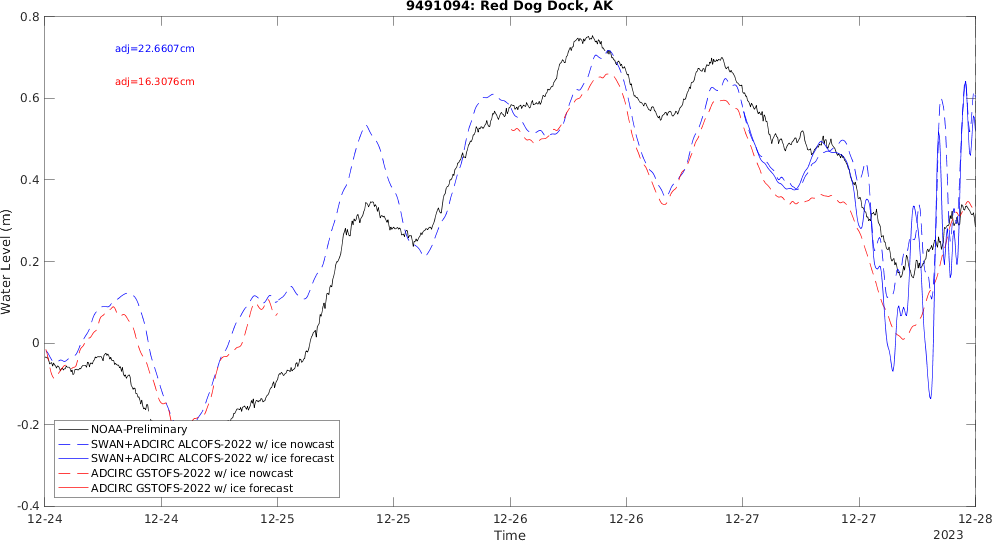 9491094: Red Dog Dock, AK
adj=22.6607cm
adj=16.3076cm
Water Level (m)
0.8
0.6
0.4
0.2
0
-0.2
-0.4
NOAA-Preliminary
SWAN+ADCIRC ALCOFS-2022 w/ ice nowcast
SWAN+ADCIRC ALCOFS-2022 w/ ice forecast
ADCIRC GSTOFS-2022 w/ ice nowcast
ADCIRC GSTOFS-2022 w/ ice forecast
12-24 12-24 12-25 12-25 12-26 12-26 12-27 12-27 12-28
Time
2023